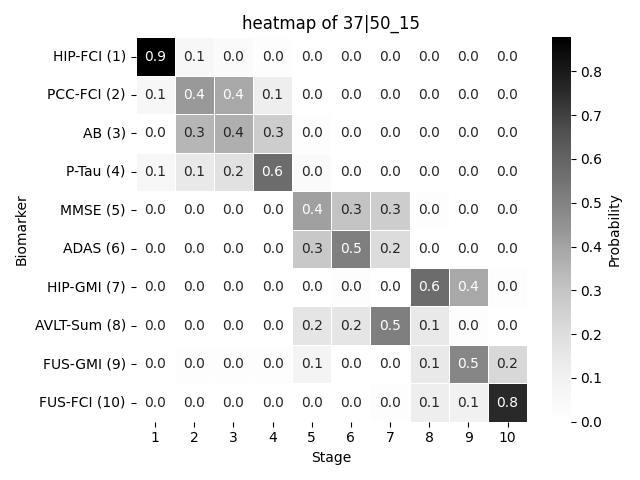 heatmap of 37|50_15
HIP-FCI (1) 0.9 0.1 0.0 0.0 0.0 0.0 0.0 0.0 0.0 0.0
PCC-FCI (2) 0.1 0.4 0.4 0.1 0.0 0.0 0.0 0.0 0.0 0.0
AB (3) 0.0 0.3 0.4 0.3 0.0 0.0 0.0 0.0 0.0 0.0
P-Tau (4) 0.1 0.1 0.2 0.6 0.0 0.0 0.0 0.0 0.0 0.0
MMSE (5) 0.0 0.0 0.0 0.0 0.4 0.3 0.3 0.0 0.0 0.0
ADAS (6) 0.0 0.0 0.0 0.0 0.3 0.5 0.2 0.0 0.0 0.0
HIP-GMI (7) 0.0 0.0 0.0 0.0 0.0 0.0 0.0 0.6 0.4 0.0
AVLT-Sum (8) 0.0 0.0 0.0 0.0 0.2 0.2 0.5 0.1 0.0 0.0
FUS-GMI (9) 0.0 0.0 0.0 0.0 0.1 0.0 0.0 0.1 0.5 0.2
FUS-FCI (10) 0.0 0.0 0.0 0.0 0.0 0.0 0.0 0.1 0.1 0.8
1 2 3 4 5 6 7 8 9 10
Stage
Biomarker
0.8
0.7
0.6
0.5
0.4
0.3
0.2
0.1
0.0
Probability